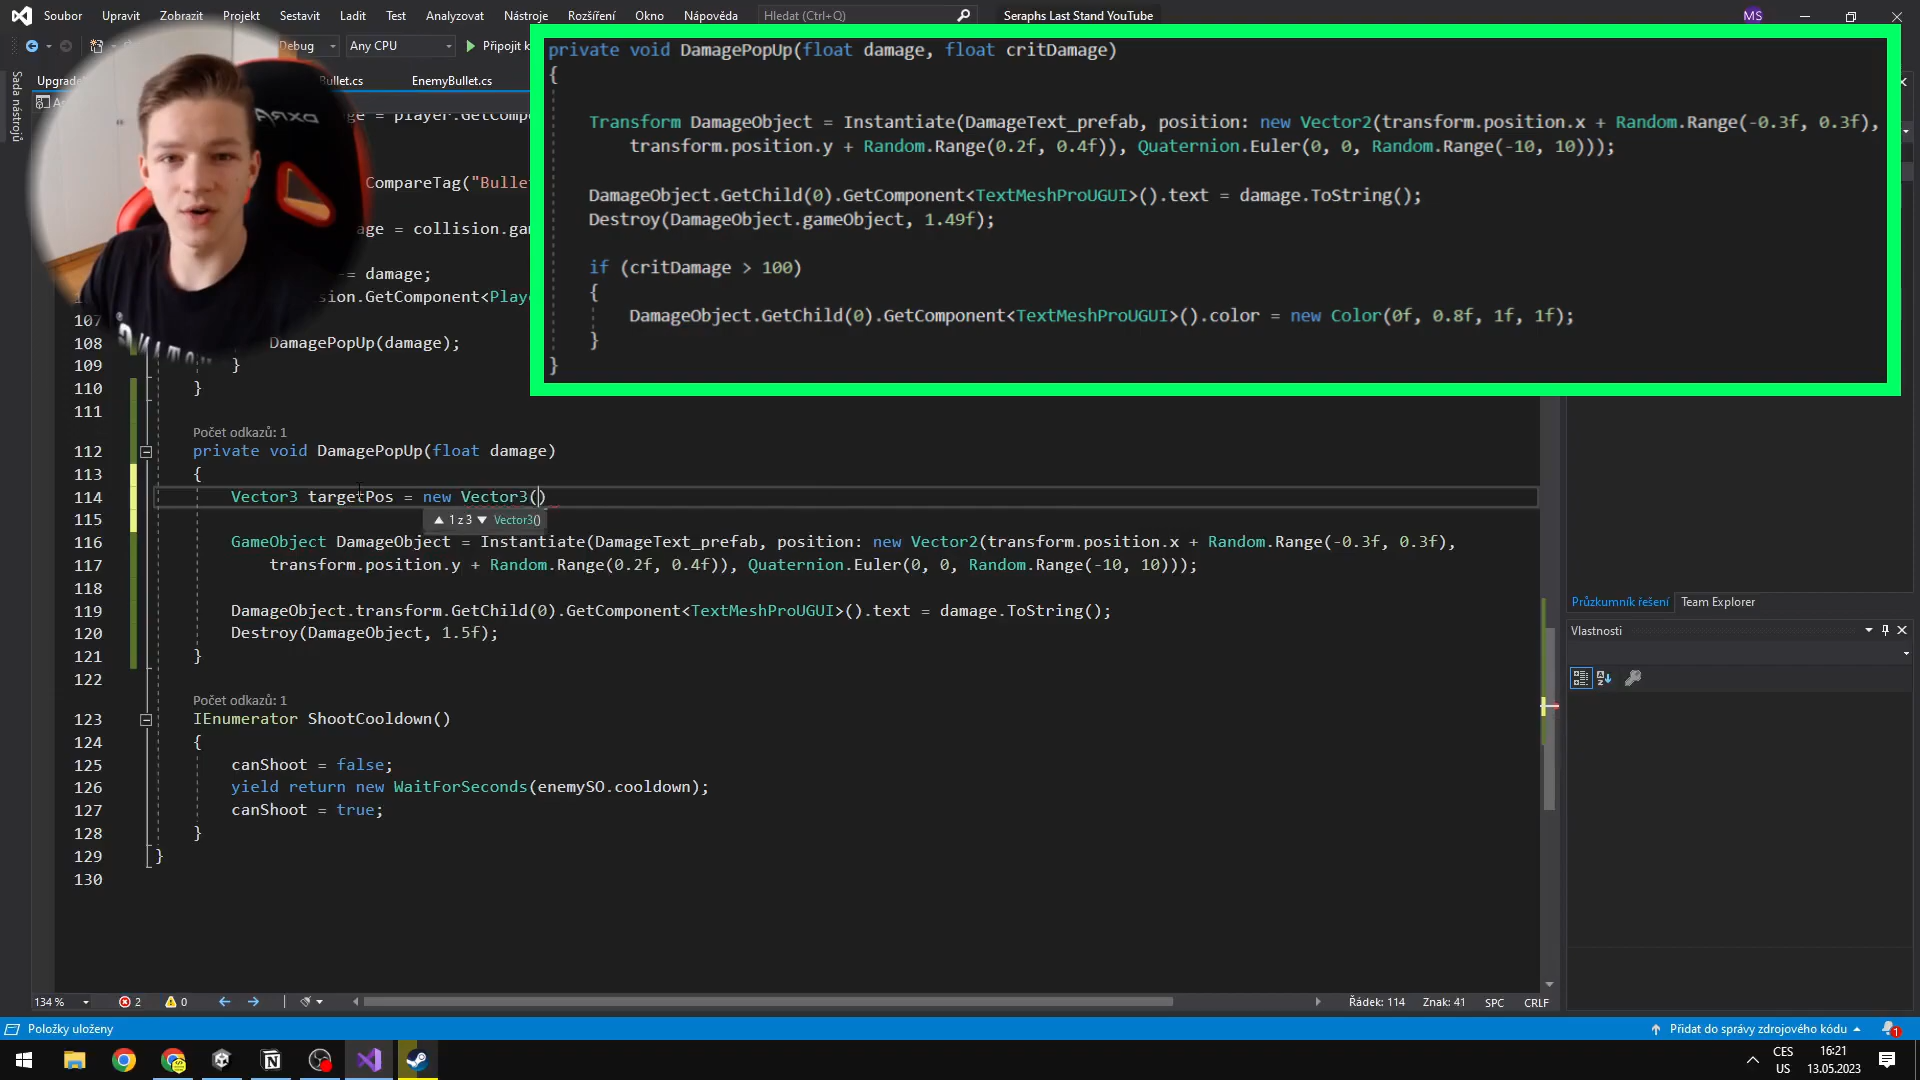 Soubor Upravit Zobrazit Projekt Sestavit Ladit Test Analyzovat Nástroje Rozšíření Okno Nápověda Hledat (Ctrl+Q) Seraphs Last Stand YouTube MS
Debug Any CPU Připojit k
Sada nástrojů
Upgrade
Bullet.cs EnemyBullet.cs
private void DamagePopUp(float damage, float critDamage)
{
Transform DamageObject = Instantiate(DamageText_prefab, position: new Vector2(transform.position.x + Random.Range(-0.3f, 0.3f),
transform.position.y + Random.Range(0.2f, 0.4f)), Quaternion.Euler(0, 0, Random.Range(-10, 10)));
DamageObject.GetChild(0).GetComponent<TextMeshProUGUI>().text = damage.ToString();
Destroy(DamageObject.gameObject, 1.49f);
if (critDamage > 100)
{
DamageObject.GetChild(0).GetComponent<TextMeshProUGUI>().color = new Color(0f, 0.8f, 1f, 1f);
}
}
= player.GetComp
CompareTag("Bulle
= collision.ga
-= damage;
GetComponent<Playe
107
108 DamagePopUp(damage);
109 }
110 }
111
Počet odkazů: 1
112 private void DamagePopUp(float damage)
113 {
114 Vector3 targetPos = new Vector3()
115 1 z 3 Vector3()
116 GameObject DamageObject = Instantiate(DamageText_prefab, position: new Vector2(transform.position.x + Random.Range(-0.3f, 0.3f),
117 transform.position.y + Random.Range(0.2f, 0.4f)), Quaternion.Euler(0, 0, Random.Range(-10, 10)));
118
119 DamageObject.transform.GetChild(0).GetComponent<TextMeshProUGUI>().text = damage.ToString();
120 Destroy(DamageObject, 1.5f);
121 }
122
Počet odkazů: 1
123 IEnumerator ShootCooldown()
124 {
125 canShoot = false;
126 yield return new WaitForSeconds(enemySO.cooldown);
127 canShoot = true;
128 }
129 }
130
Průzkumník řešení Team Explorer
Vlastnosti
134 % 2 0 Řádek: 114 Znak: 41 SPC CRLF
Položky uloženy Přidat do správy zdrojového kódu 1
CES
US
16:21
13.05.2023